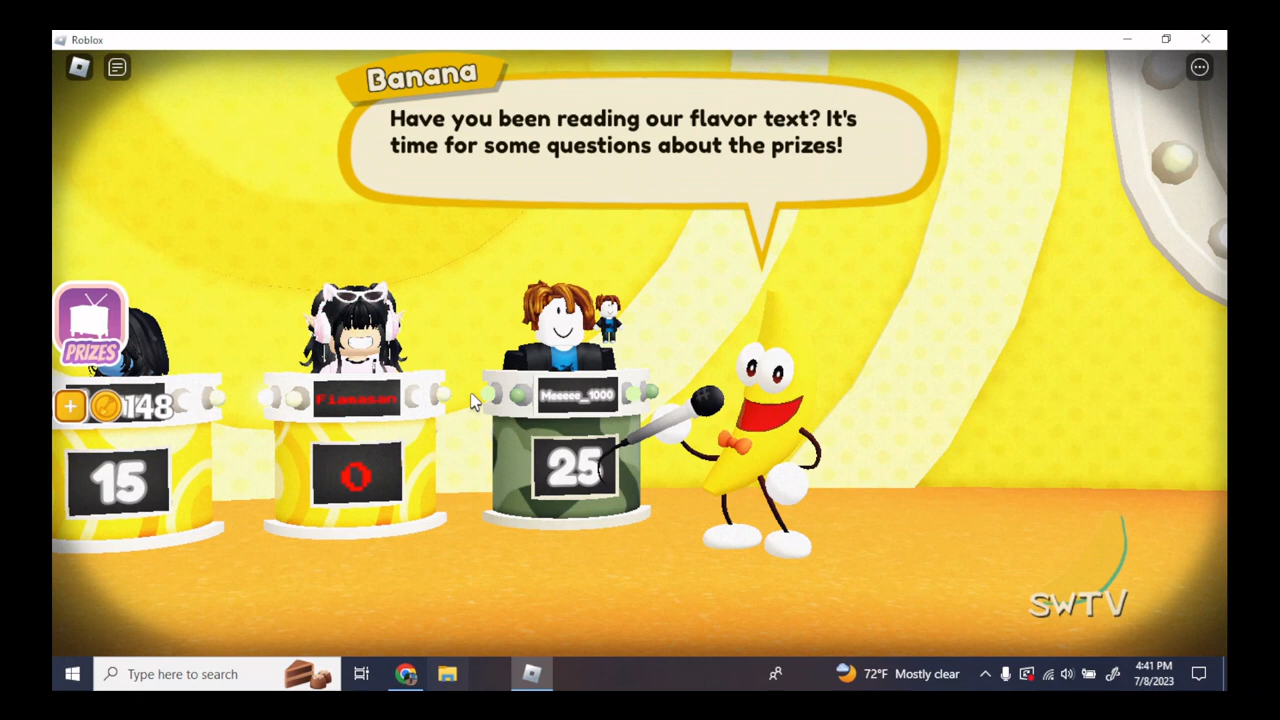 Roblox
Banana
Have you been reading our flavor text? It's
time for some questions about the prizes!
PRIZES
148
Fiamasan
Meeeee_1000
15
0
25
SWTV
Type here to search
72°F Mostly clear
4:41 PM
7/8/2023